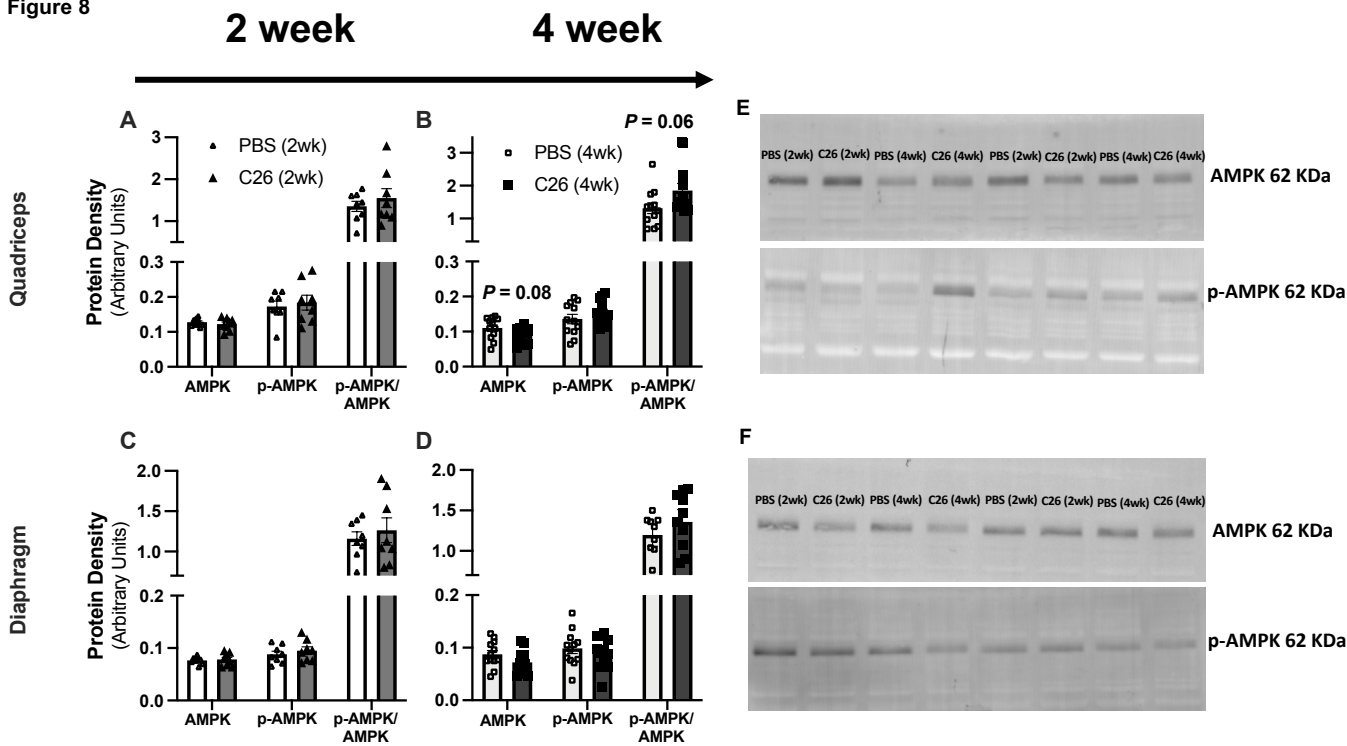 Figure 8
2 week
4 week
Quadriceps
Diaphragm
A
Protein Density
(Arbitrary Units)
3
2
1
0.3
0.2
0.1
0.0
PBS (2wk)
C26 (2wk)
AMPK
p-AMPK
p-AMPK/
AMPK
B
P = 0.06
3
2
1
0.3
0.2
0.1
0.0
PBS (4wk)
C26 (4wk)
P = 0.08
AMPK
p-AMPK
p-AMPK/
AMPK
E
PBS (2wk) C26 (2wk) PBS (4wk) C26 (4wk) PBS (2wk) C26 (2wk) PBS (4wk) C26 (4wk)
AMPK 62 KDa
p-AMPK 62 KDa
C
Protein Density
(Arbitrary Units)
2.0
1.5
1.0
0.2
0.1
0.0
AMPK
p-AMPK
p-AMPK/
AMPK
D
2.0
1.5
1.0
0.2
0.1
0.0
AMPK
p-AMPK
p-AMPK/
AMPK
F
PBS (2wk) C26 (2wk) PBS (4wk) C26 (4wk) PBS (2wk) C26 (2wk) PBS (4wk) C26 (4wk)
AMPK 62 KDa
p-AMPK 62 KDa